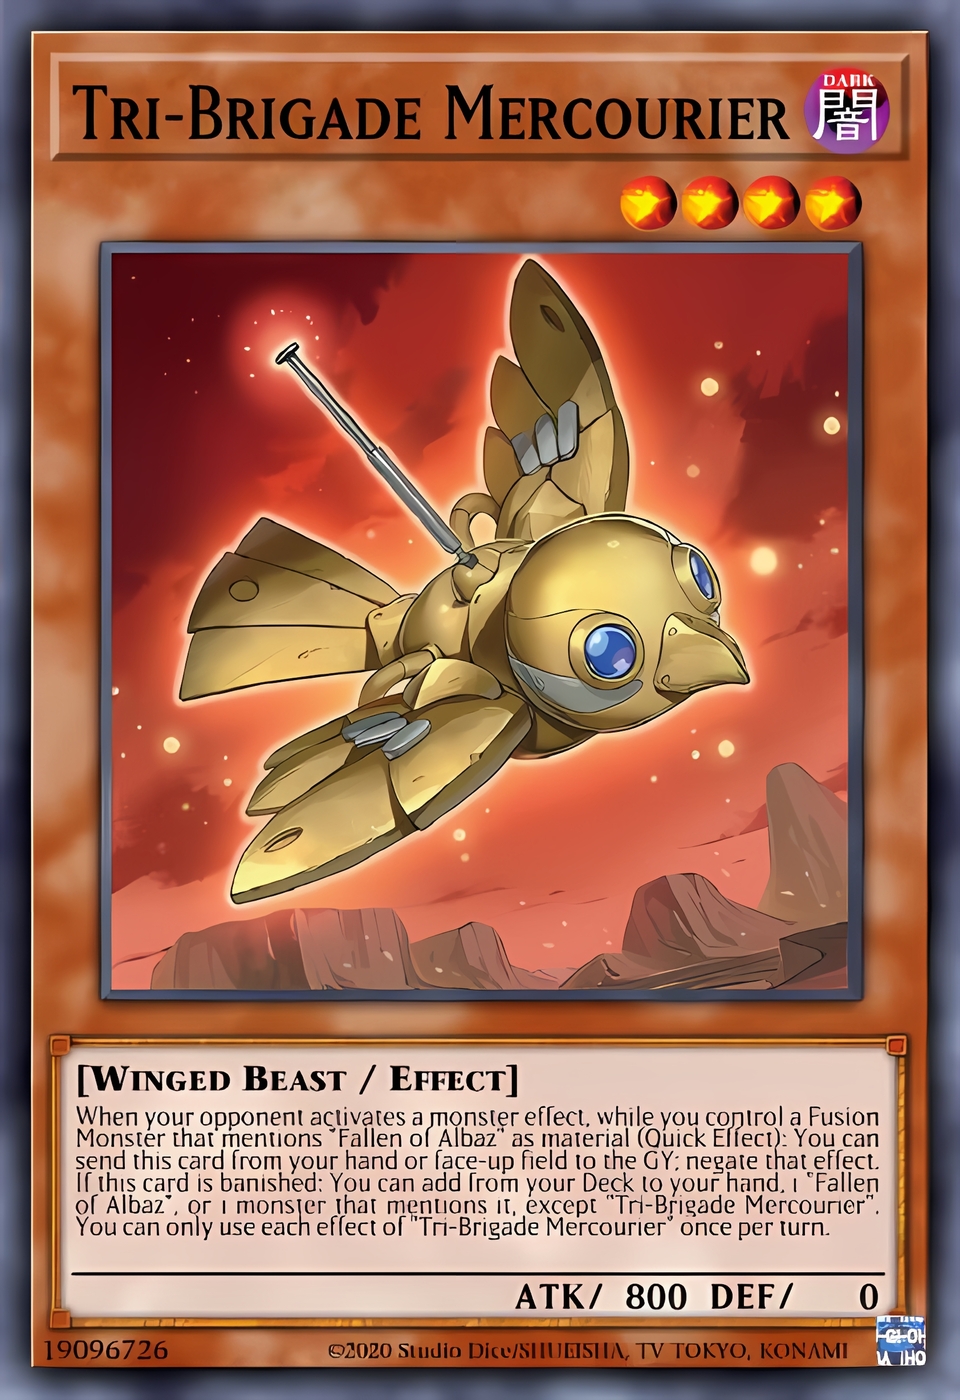 Tri-Brigade Mercourier
DARK
闇
[Winged Beast / Effect]
When your opponent activates a monster effect, while you control a Fusion
Monster that mentions "Fallen of Albaz" as material (Quick Effect): You can
send this card from your hand or face-up field to the GY; negate that effect.
If this card is banished: You can add from your Deck to your hand, 1 "Fallen
of Albaz", or 1 monster that mentions it, except "Tri-Brigade Mercourier".
You can only use each effect of "Tri-Brigade Mercourier" once per turn.
ATK/ 800 DEF/ 0
19096726 ©2020 Studio Dice/SHUEISHA, TV TOKYO, KONAMI